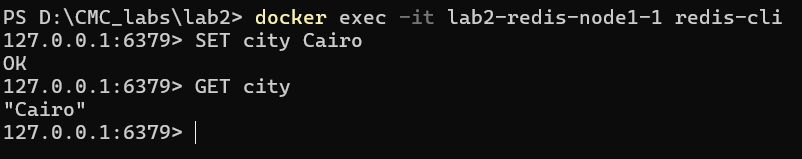 PS D:\CMC_labs\lab2> docker exec -it lab2-redis-node1-1 redis-cli
127.0.0.1:6379> SET city Cairo
OK
127.0.0.1:6379> GET city
"Cairo"
127.0.0.1:6379>